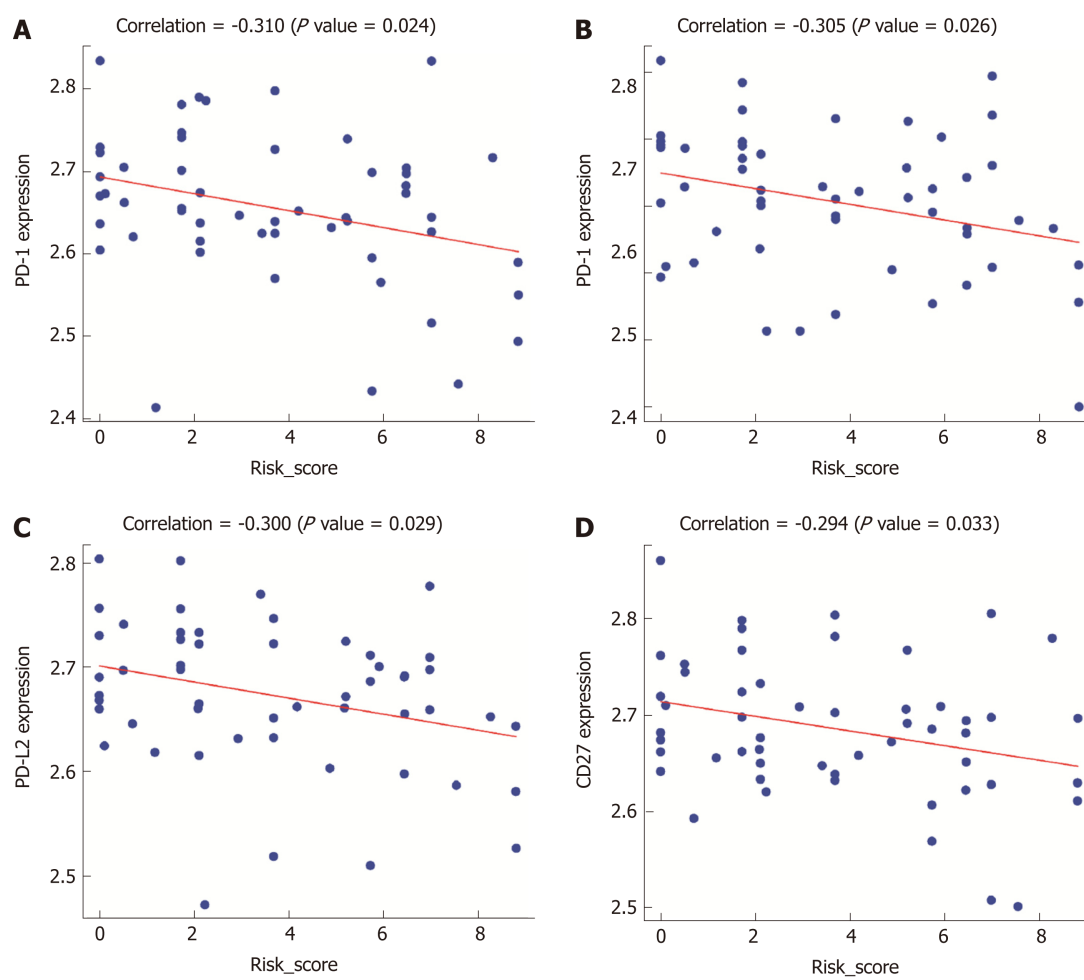 A
Correlation = -0.310 (P value = 0.024)
PD-1 expression
2.8
2.7
2.6
2.5
2.4
0 2 4 6 8
Risk_score
B
Correlation = -0.305 (P value = 0.026)
PD-1 expression
2.8
2.7
2.6
2.5
2.4
0 2 4 6 8
Risk_score
C
Correlation = -0.300 (P value = 0.029)
PD-L2 expression
2.8
2.7
2.6
2.5
0 2 4 6 8
Risk_score
D
Correlation = -0.294 (P value = 0.033)
CD27 expression
2.8
2.7
2.6
2.5
0 2 4 6 8
Risk_score